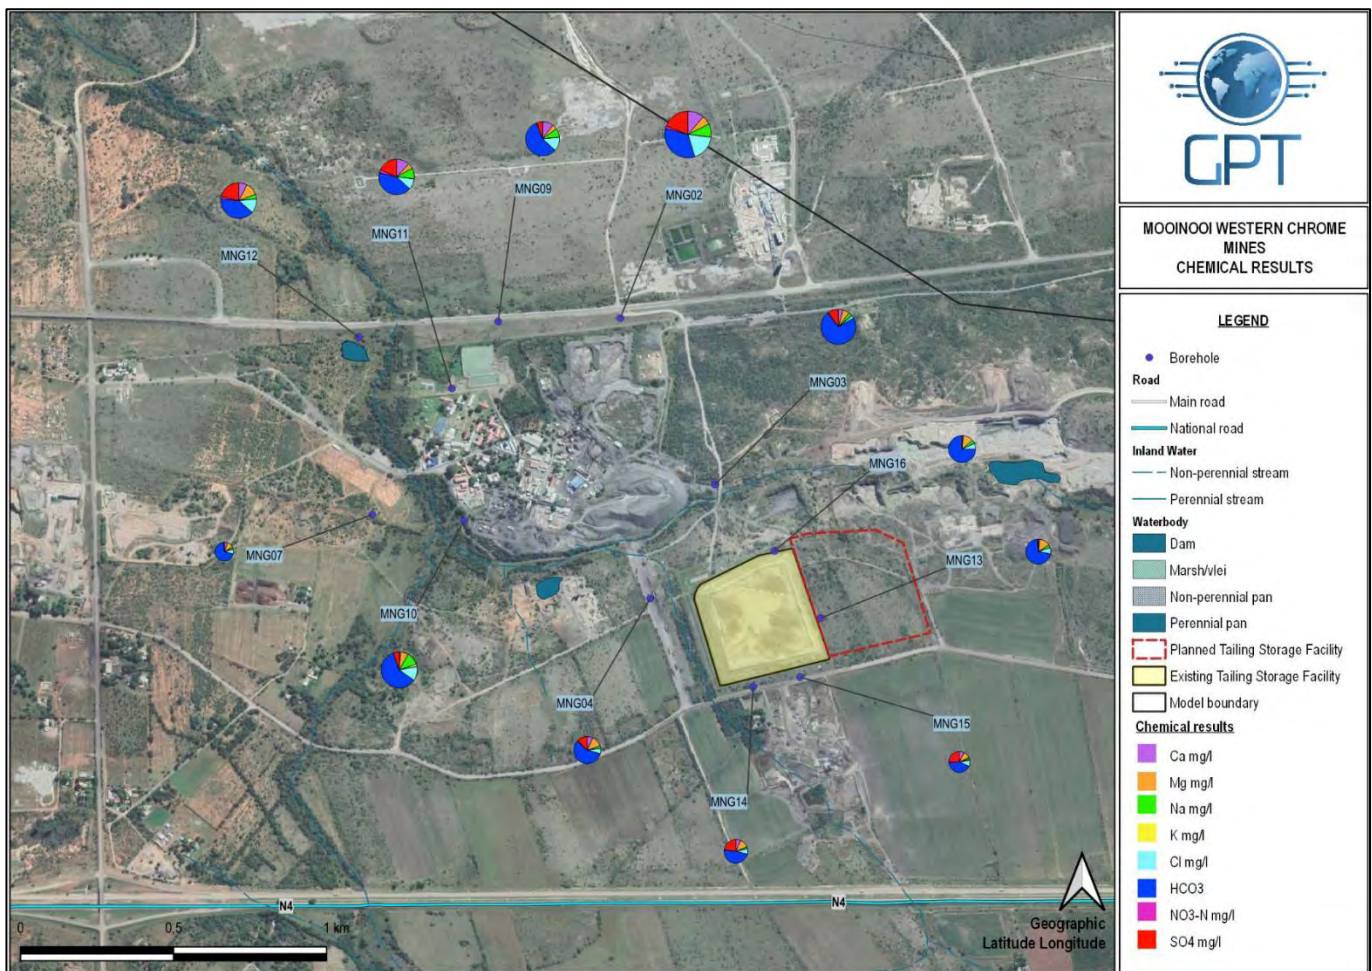 MNG09
MNG02
MNG11
MNG12
MNG03
MNG16
MNG07
MNG13
MNG10
MNG04
MNG15
MNG14
N4
N4
0
0.5
1 km
Geographic
Latitude Longitude
GPT
MOOINOOI WESTERN CHROME
MINES
CHEMICAL RESULTS
LEGEND
Borehole
Road
Main road
National road
Inland Water
Non-perennial stream
Perennial stream
Waterbody
Dam
Marsh/vlei
Non-perennial pan
Perennial pan
Planned Tailing Storage Facility
Existing Tailing Storage Facility
Model boundary
Chemical results
Ca mg/l
Mg mg/l
Na mg/l
K mg/l
Cl mg/l
HCO3
NO3-N mg/l
SO4 mg/l